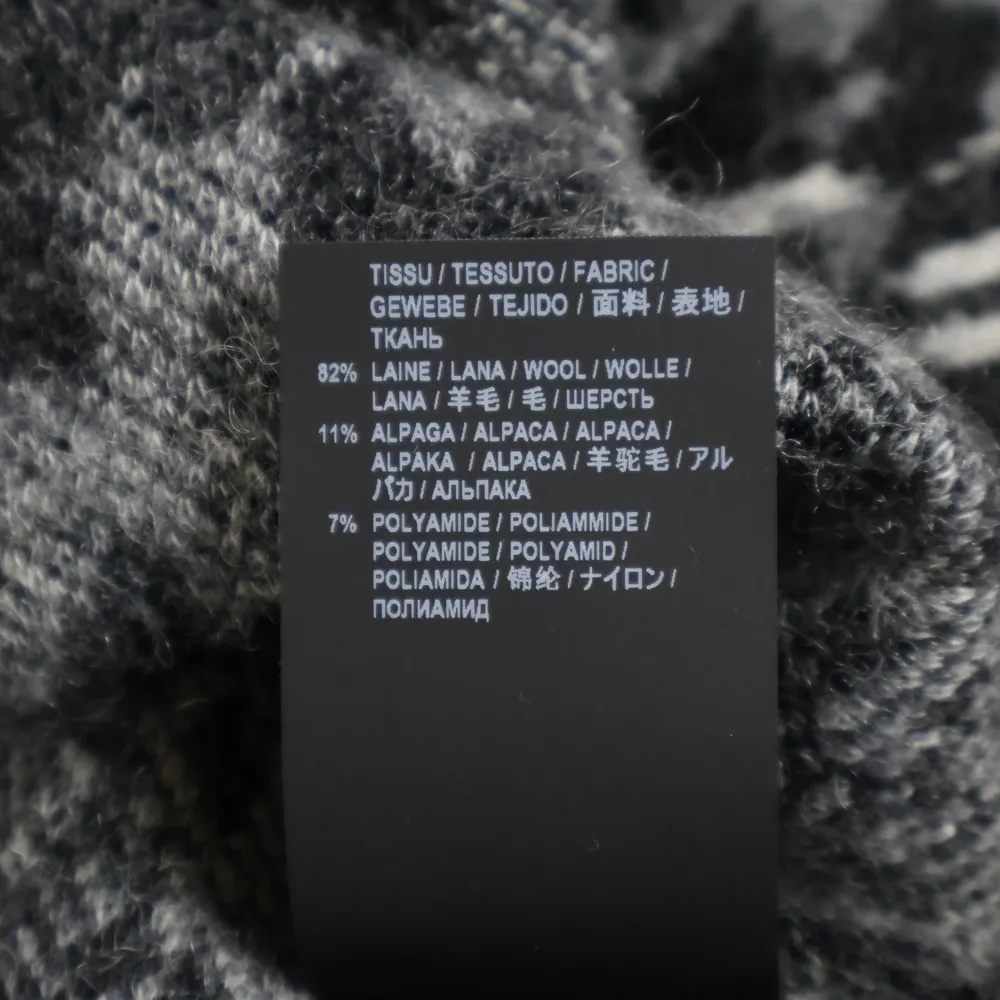 TISSU / TESSUTO / FABRIC /
GEWEBE / TEJIDO / 面料 / 表地 /
ТКАНЬ
82% LAINE / LANA / WOOL / WOLLE /
LANA / 羊毛 / 毛 / ШЕРСТЬ
11% ALPAGA / ALPACA / ALPACA /
ALPAKA / ALPACA / 羊驼毛 / アル
パカ / АЛЬПАКА
7% POLYAMIDE / POLIAMMIDE /
POLYAMIDE / POLYAMID /
POLIAMIDA / 锦纶 / ナイロン /
ПОЛИАМИД